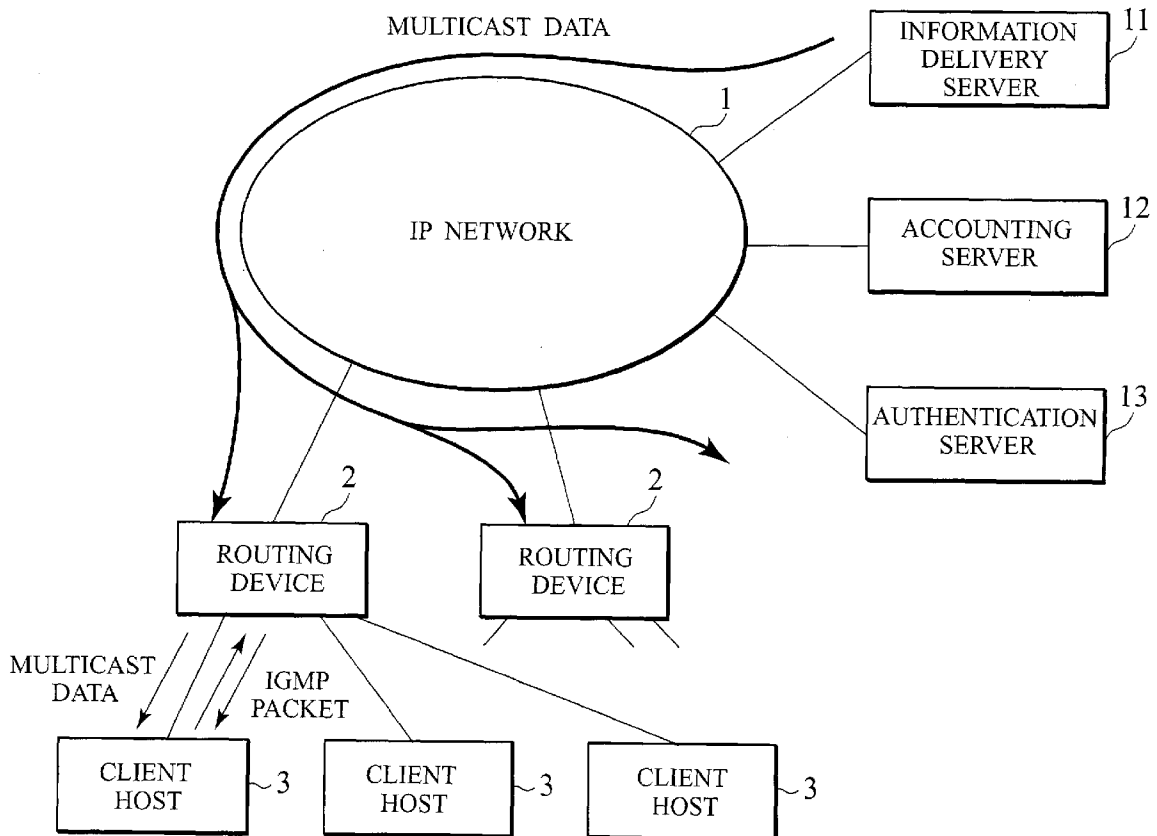 MULTICAST DATA
INFORMATION
DELIVERY
SERVER
11
1
IP NETWORK
ACCOUNTING
SERVER
12
AUTHENTICATION
SERVER
13
2
ROUTING
DEVICE
2
ROUTING
DEVICE
MULTICAST
DATA
IGMP
PACKET
CLIENT
HOST
3
CLIENT
HOST
3
CLIENT
HOST
3